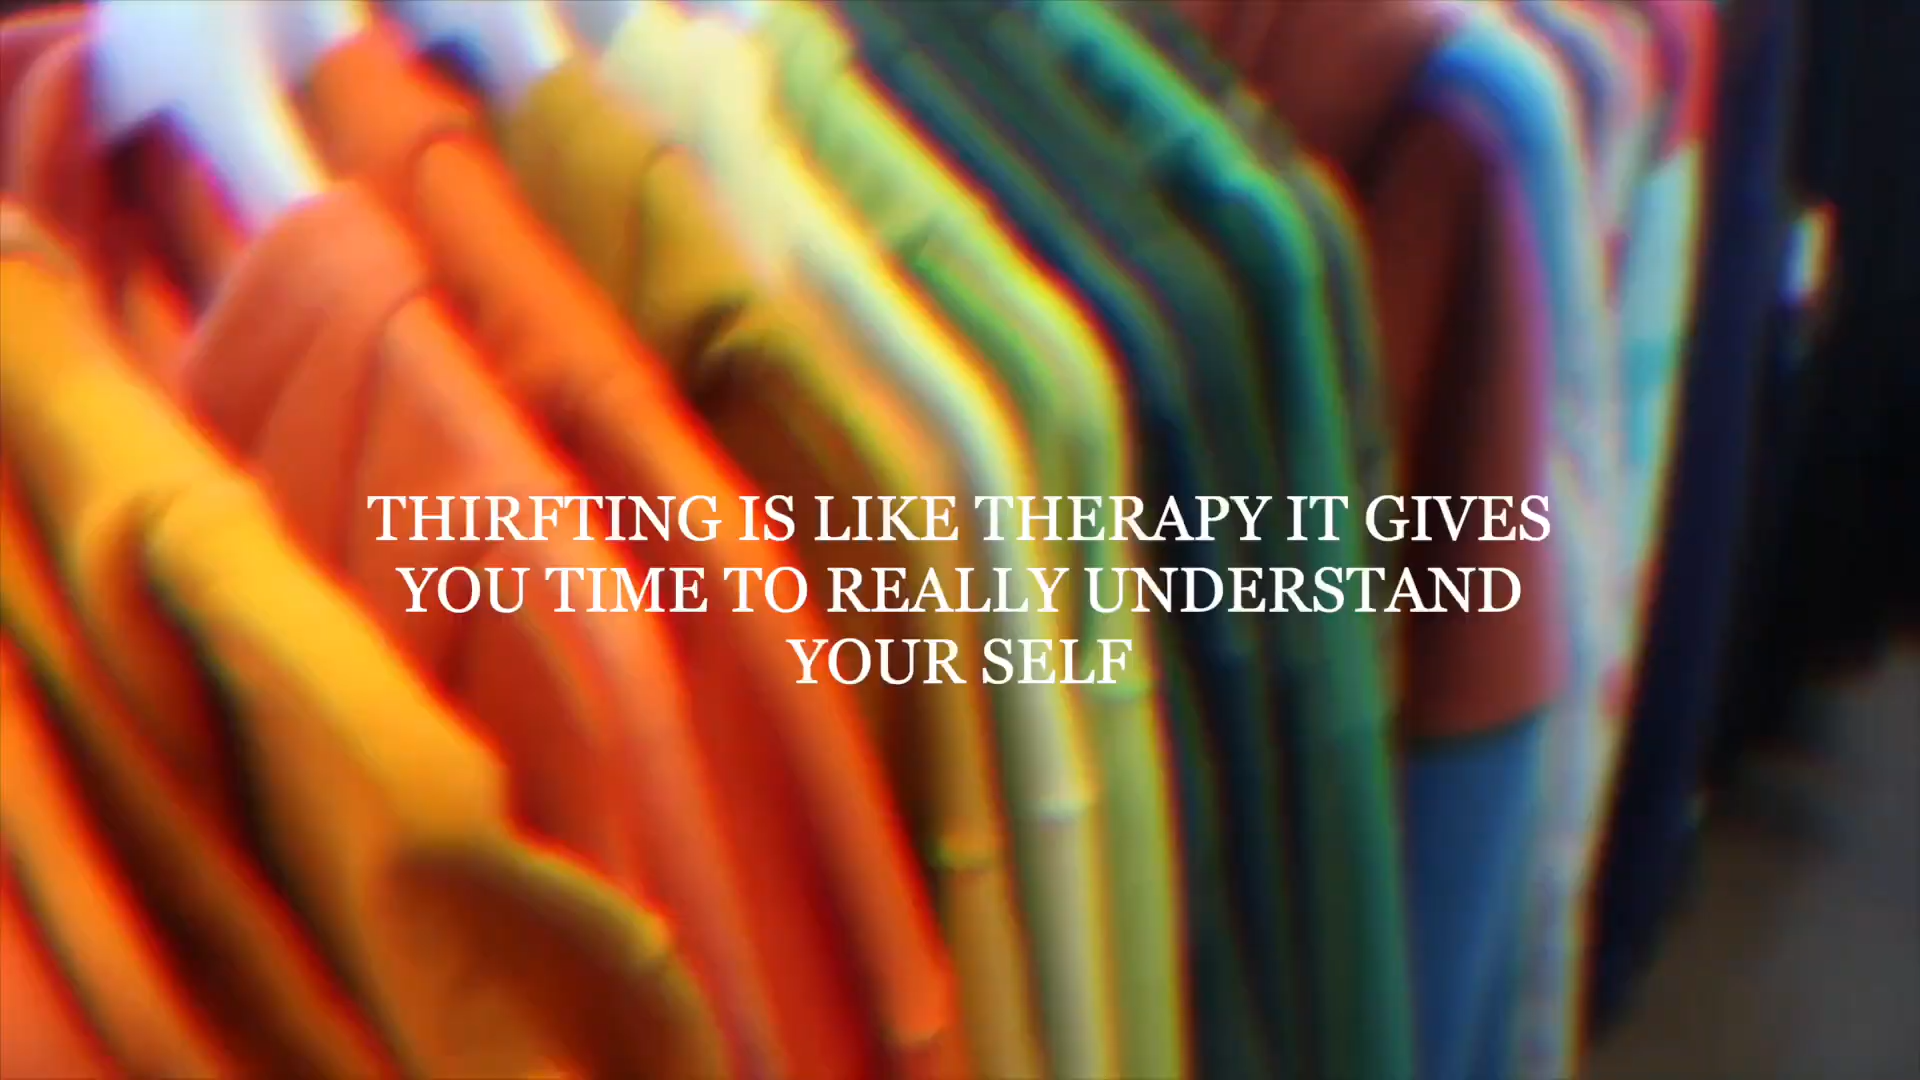 THIRFTING IS LIKE THERAPY IT GIVES
YOU TIME TO REALLY UNDERSTAND
YOUR SELF